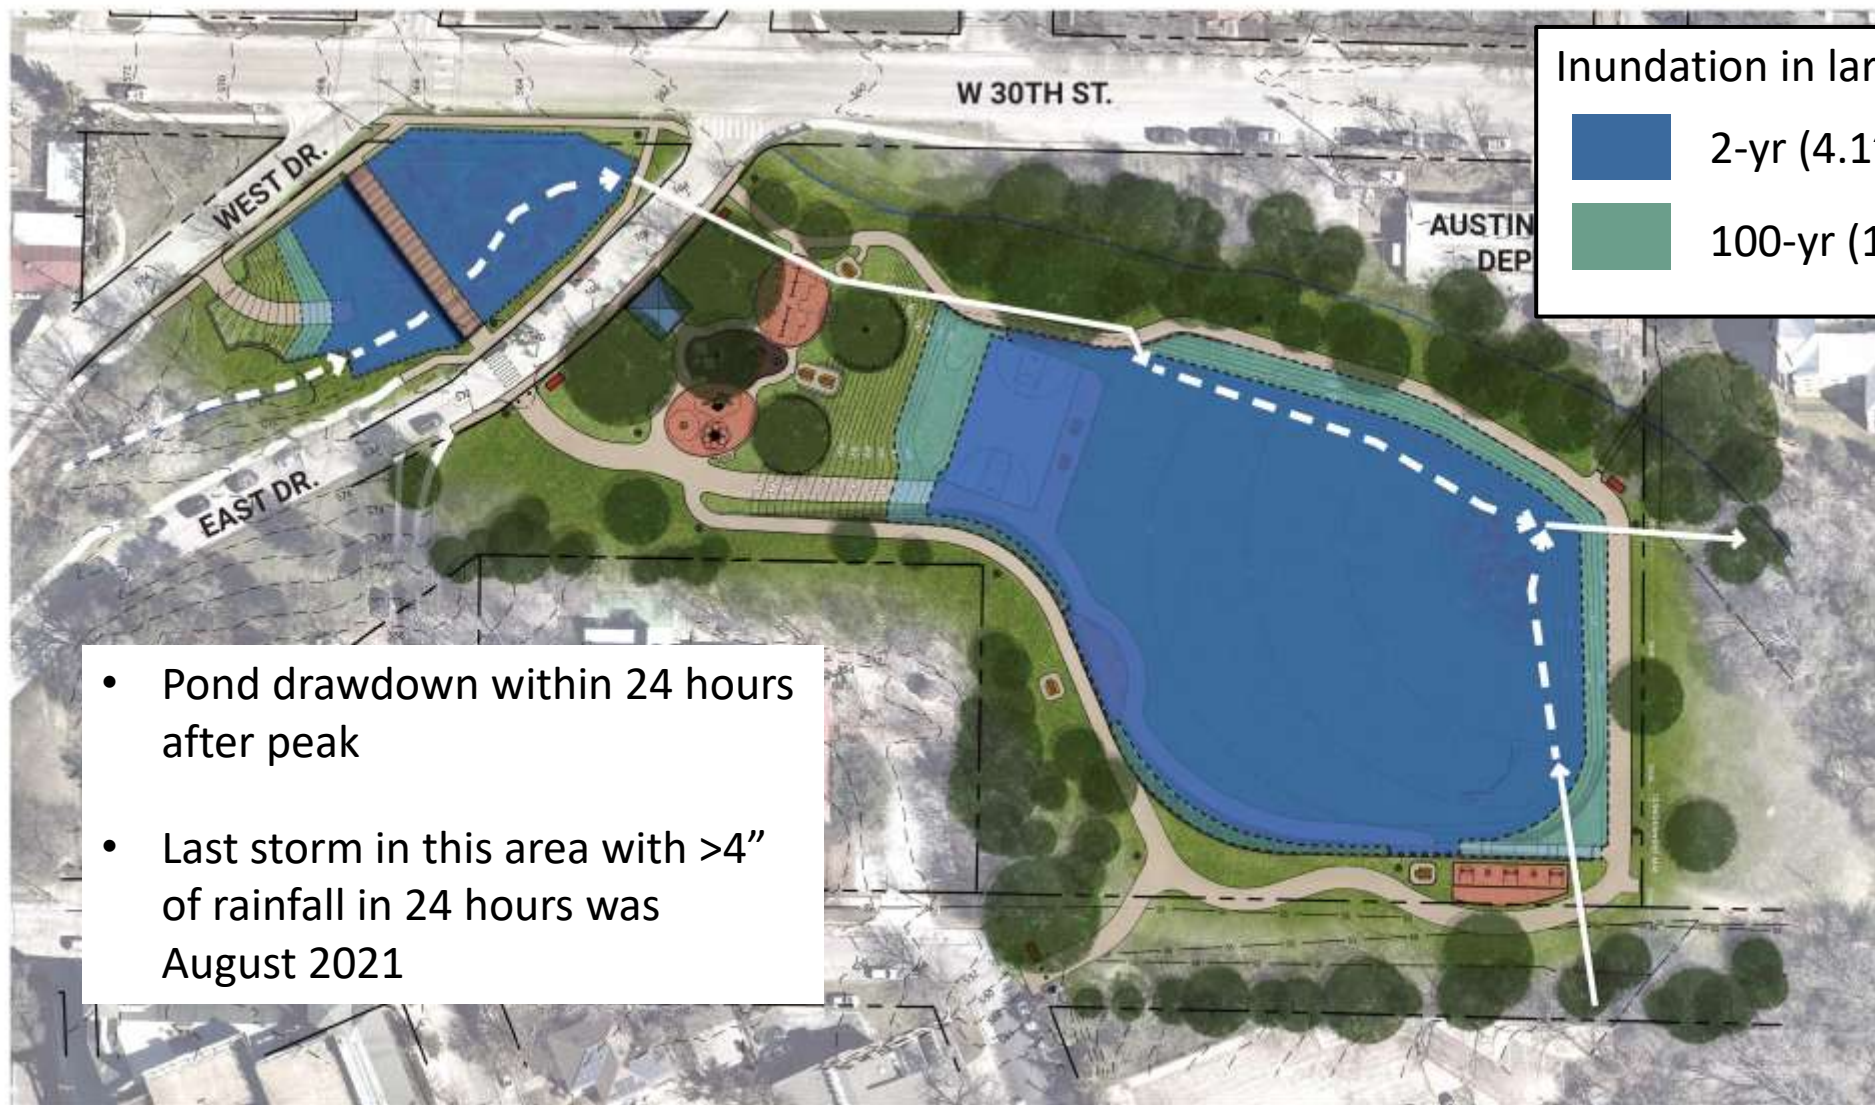 W 30TH ST.
Inundation in lar
2-yr (4.1
100-yr (1
WEST DR.
AUSTIN
DEP
EAST DR.
• Pond drawdown within 24 hours
after peak
• Last storm in this area with >4”
of rainfall in 24 hours was
August 2021